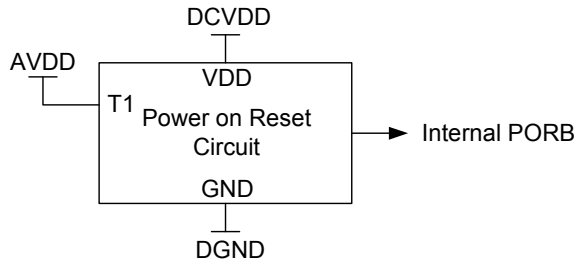 DCVDD
AVDD
VDD
T1
Power on Reset
Circuit
Internal PORB
GND
DGND